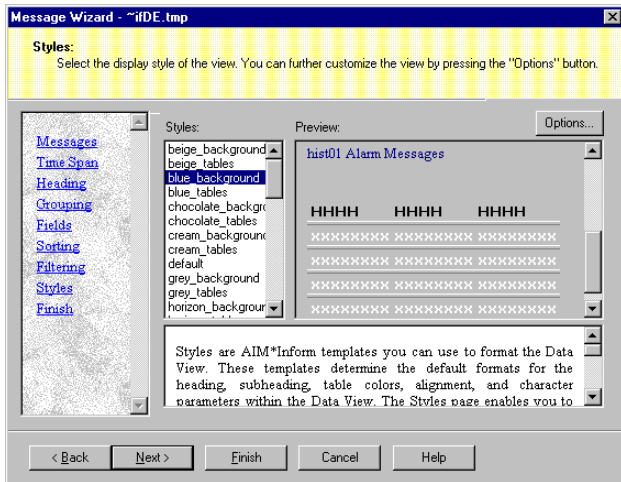 Message Wizard - ~ifDE.tmp
Styles:
Select the display style of the view. You can further customize the view by pressing the "Options" button.
Messages
Time Span
Heading
Grouping
Fields
Sorting
Filtering
Styles
Finish
Styles:
beige_background
beige_tables
blue_background
blue_tables
chocolate_backgro
chocolate_tables
cream_background
cream_tables
default
grey_background
grey_tables
horizon_backgrour
Preview:
Options...
hist01 Alarm Messages
HHHH HHHH HHHH
xxxxxxxx xxxxxxxx xxxxxxxx
xxxxxxxx xxxxxxxx xxxxxxxx
xxxxxxxx xxxxxxxx xxxxxxxx
xxxxxxxx xxxxxxxx xxxxxxxx
Styles are AIM*Inform templates you can use to format the Data
View. These templates determine the default formats for the
heading, subheading, table colors, alignment, and character
parameters within the Data View. The Styles page enables you to
< Back
Next >
Finish
Cancel
Help